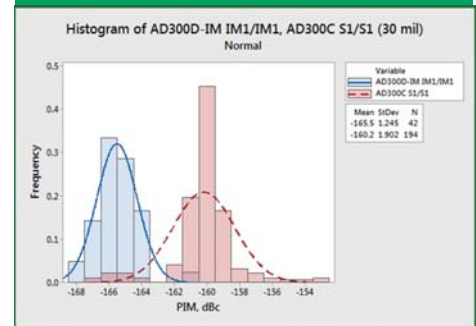 Histogram of AD300D-IM IM1/IM1, AD300C S1/S1 (30 mil)
Normal
Variable
AD300D-IM IM1/IM1
AD300C S1/S1
Mean StDev N
-165.5 1.245 42
-160.2 1.902 194
Frequency
0.5
0.4
0.3
0.2
0.1
0.0
-168 -166 -164 -162 -160 -158 -156 -154
PIM, dBc